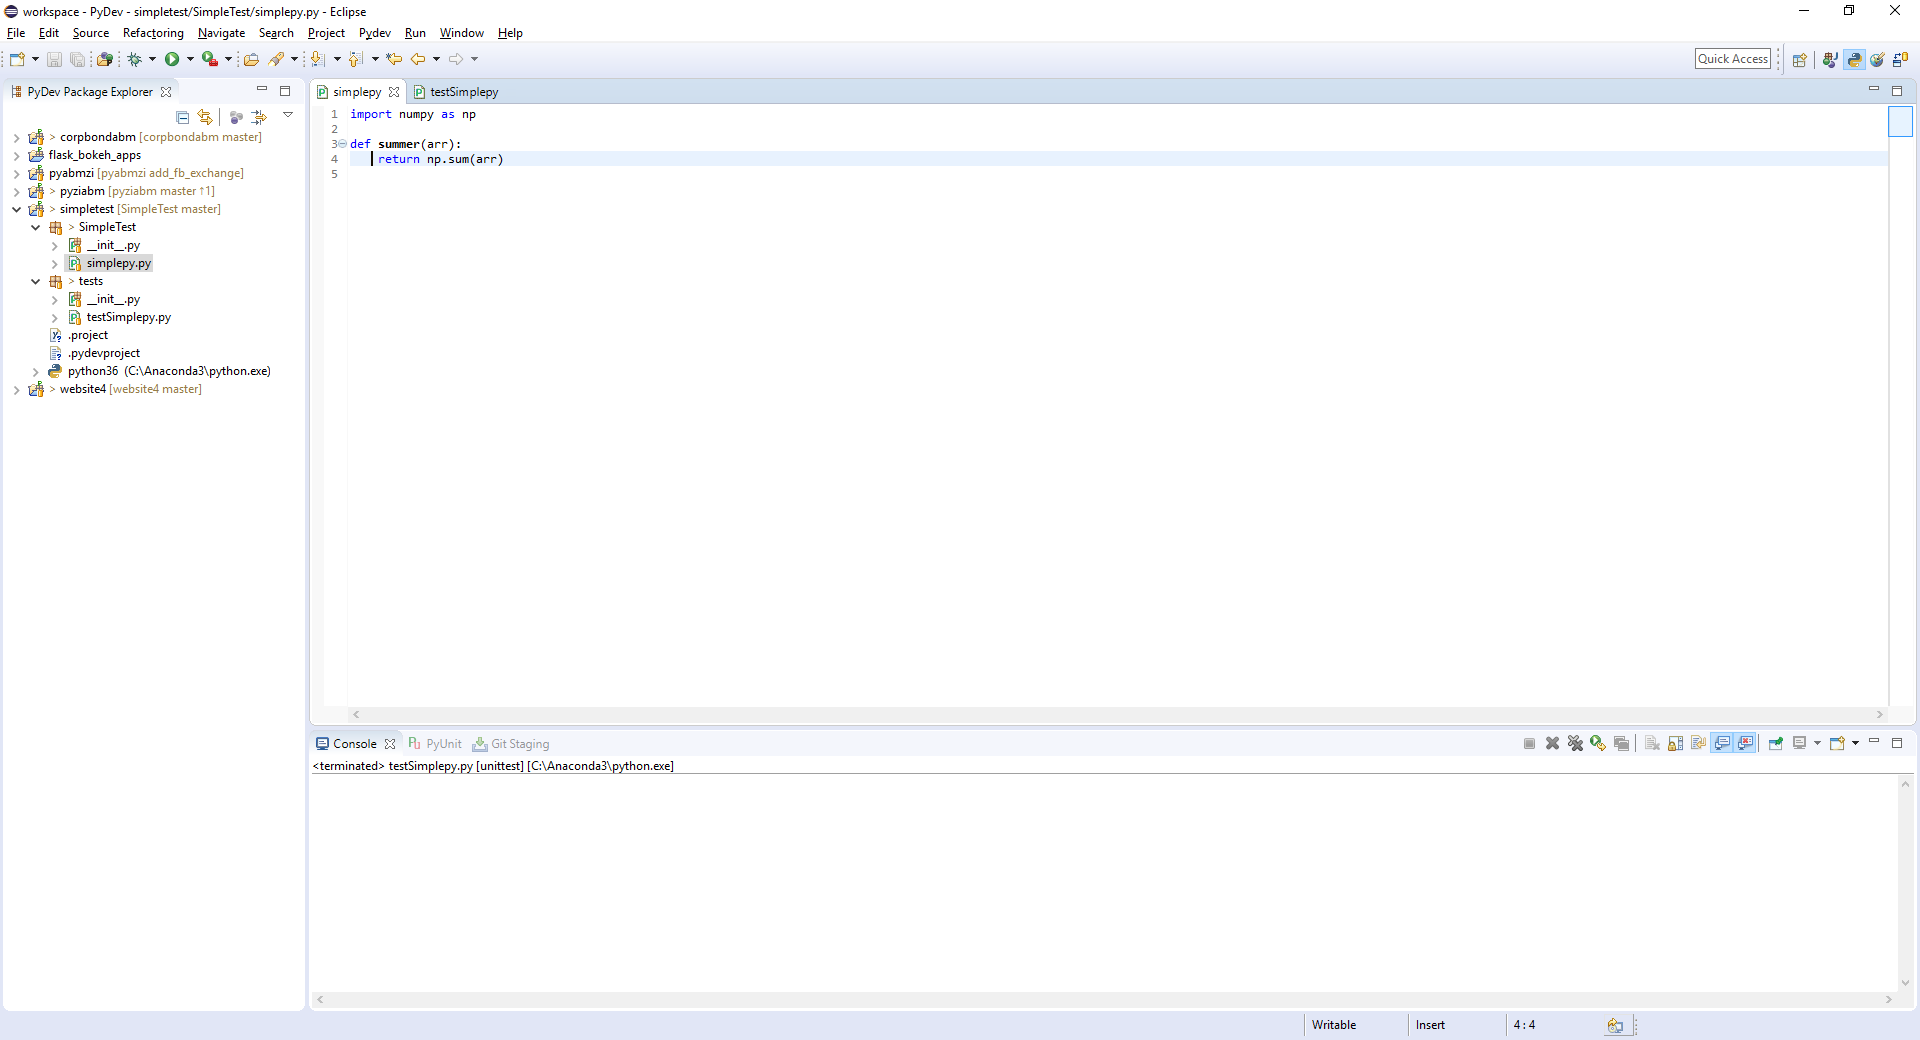 workspace - PyDev - simpletest/SimpleTest/simplepy.py - Eclipse
File Edit Source Refactoring Navigate Search Project Pydev Run Window Help
Quick Access
PyDev Package Explorer
> corpbondabm [corpbondabm master]
flask_bokeh_apps
pyabmzi [pyabmzi add_fb_exchange]
> pyziabm [pyziabm master ↑1]
> simpletest [SimpleTest master]
> SimpleTest
__init__.py
simplepy.py
> tests
__init__.py
testSimplepy.py
.project
.pydevproject
python36 (C:\Anaconda3\python.exe)
> website4 [website4 master]
simplepy testSimplepy
1 import numpy as np
2
3 def summer(arr):
4 return np.sum(arr)
5
Console PyUnit Git Staging
<terminated> testSimplepy.py [unittest] [C:\Anaconda3\python.exe]
Writable Insert 4 : 4